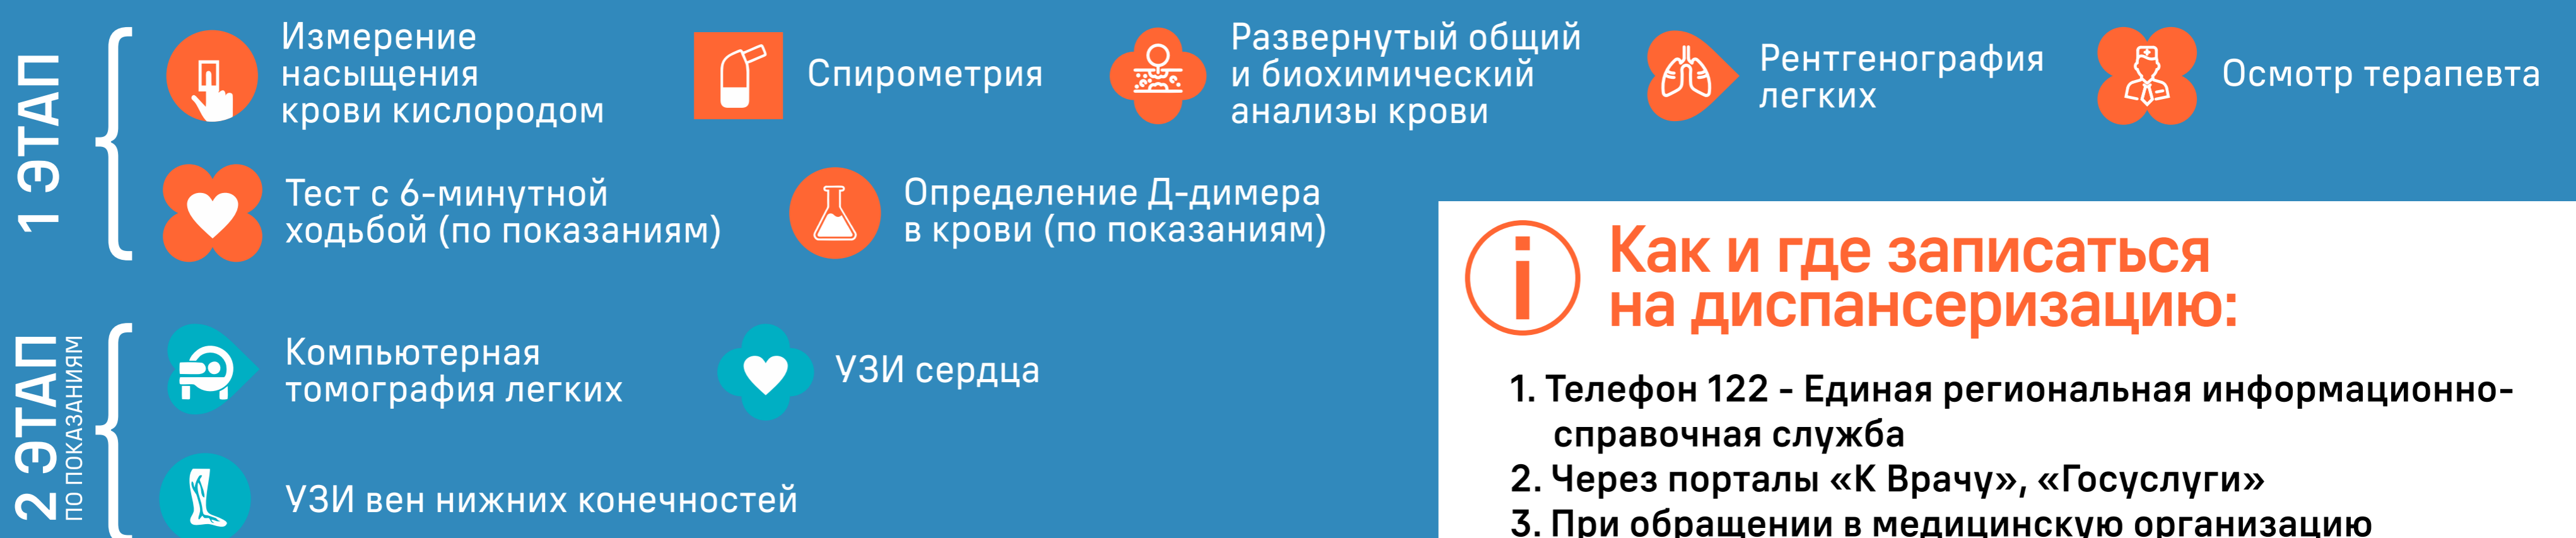 1 ЭТАП
Измерение
насыщения
крови кислородом
Спирометрия
Развернутый общий
и биохимический
анализы крови
Рентгенография
легких
Осмотр терапевта
Тест с 6-минутной
ходьбой (по показаниям)
Определение Д-димера
в крови (по показаниям)
2 ЭТАП
ПО ПОКАЗАНИЯМ
Компьютерная
томография легких
УЗИ сердца
УЗИ вен нижних конечностей
i
Как и где записаться
на диспансеризацию:
1. Телефон 122 - Единая региональная информационно-
справочная служба
2. Через порталы «К Врачу», «Госуслуги»
3. При обращении в медицинскую организацию